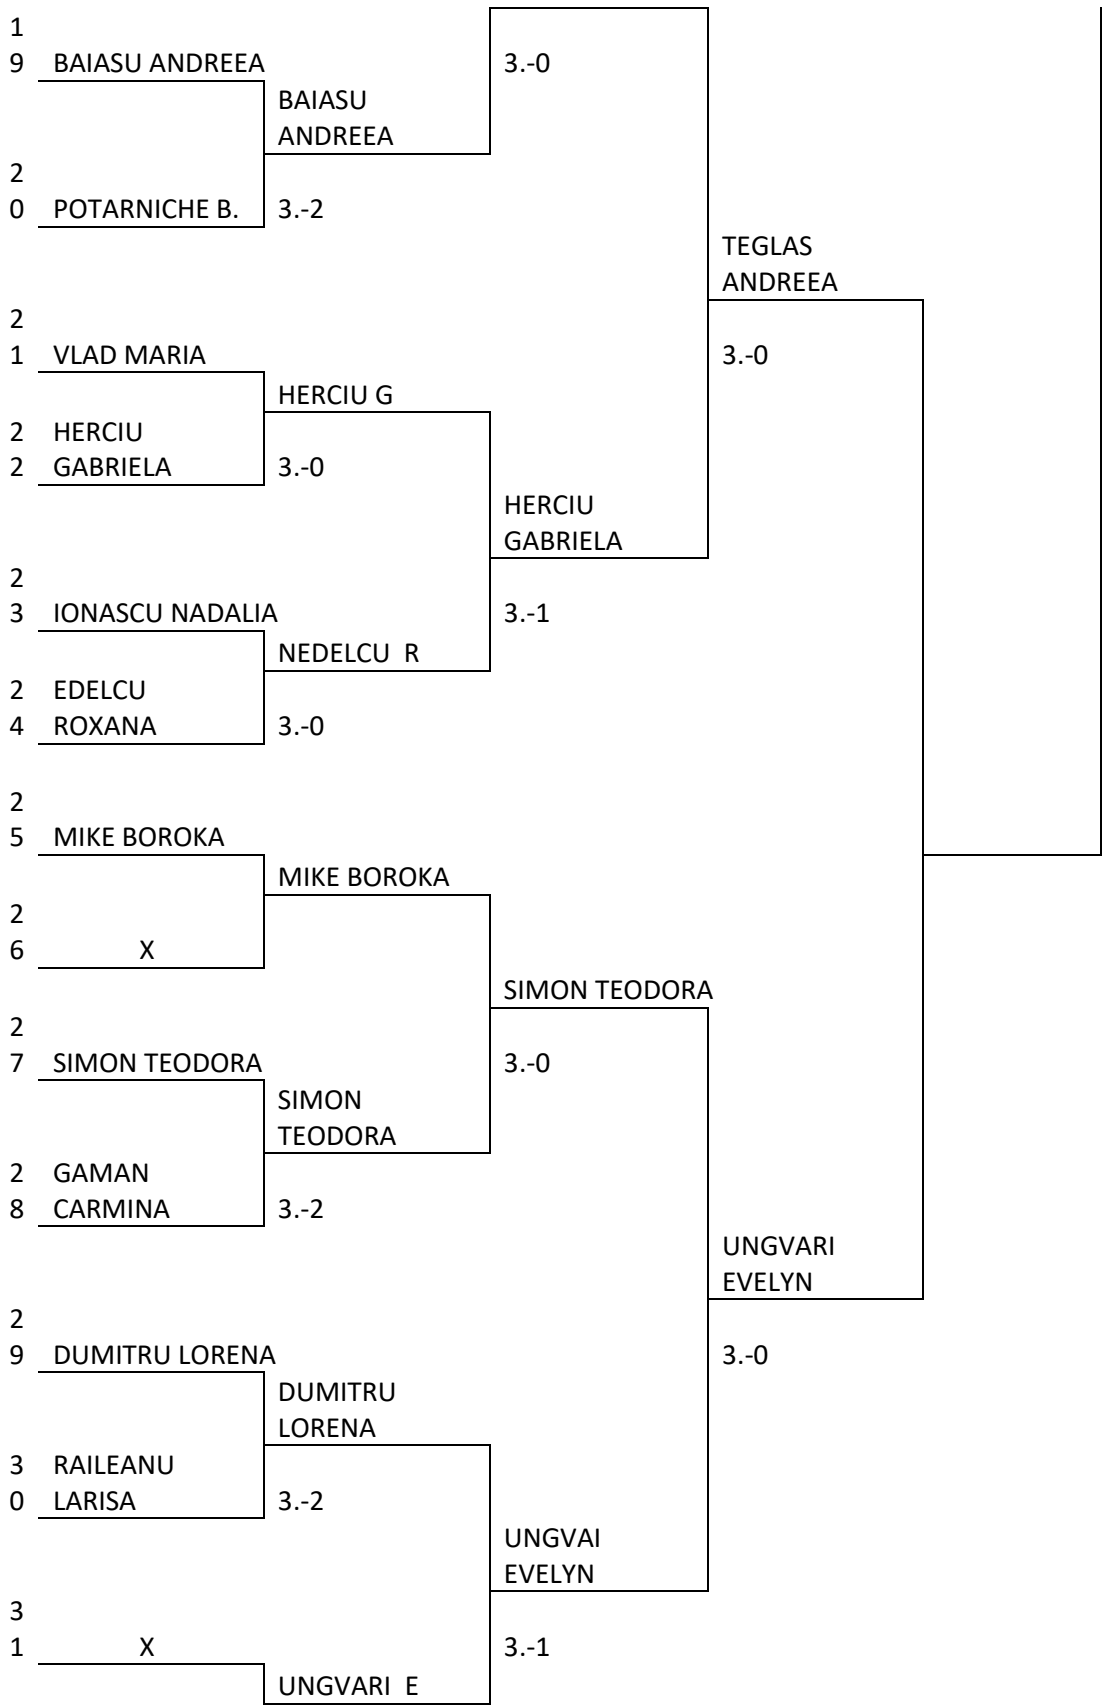 1
9 BAIASU ANDREEA 3.-0
BAIASU
ANDREEA
2
0 POTARNICHE B. 3.-2
TEGLAS
ANDREEA
2
1 VLAD MARIA 3.-0
HERCIU G
2 HERCIU
2 GABRIELA 3.-0
HERCIU
GABRIELA
2
3 IONASCU NADALIA 3.-1
NEDELCU R
2 EDELCU
4 ROXANA 3.-0
2
5 MIKE BOROKA
MIKE BOROKA
2
6 X
SIMON TEODORA
2
7 SIMON TEODORA 3.-0
SIMON
TEODORA
2 GAMAN
8 CARMINA 3.-2
UNGVARI
EVELYN
2
9 DUMITRU LORENA 3.-0
DUMITRU
LORENA
3 RAILEANU
0 LARISA 3.-2
UNGVAI
EVELYN
3
1 X 3.-1
UNGVARI E